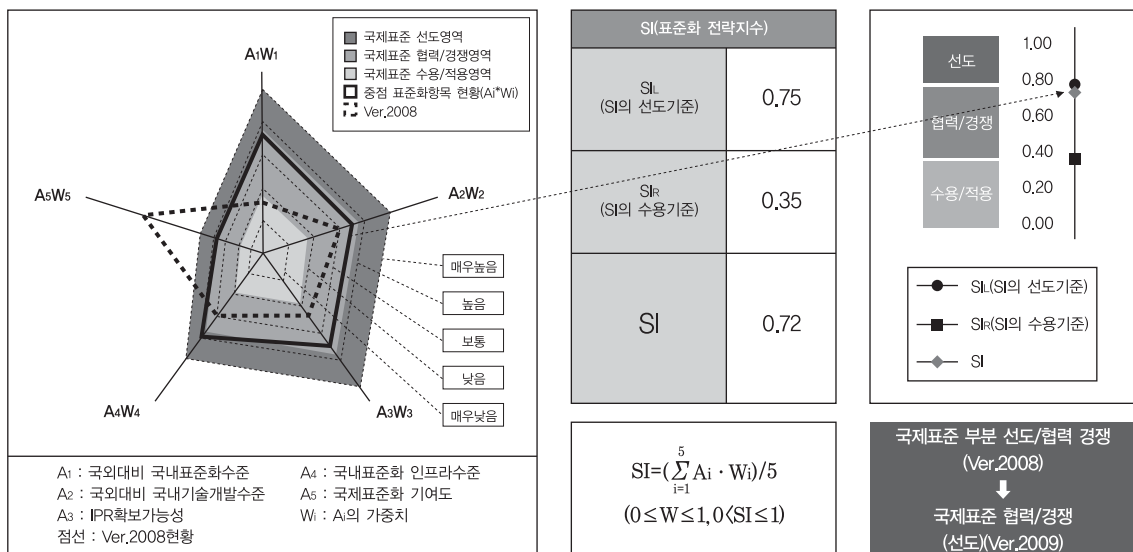 A1W1
국제표준 선도영역
국제표준 협력/경쟁영역
국제표준 수용/적용영역
중점 표준화항목 현황(Ai*Wi)
Ver.2008
A5W5
A2W2
매우높음
높음
보통
낮음
매우낮음
A4W4
A3W3
A1 : 국외대비 국내표준화수준
A2 : 국외대비 국내기술개발수준
A3 : IPR확보가능성
점선 : Ver.2008현황
A4 : 국내표준화 인프라수준
A5 : 국제표준화 기여도
Wi : Ai의 가중치
SI(표준화 전략지수)
SIL
(SI의 선도기준)
0.75
SIR
(SI의 수용기준)
0.35
SI
0.72
SI=(∑Ai · Wi)/5
5
i=1
(0≤W≤1, 0<SI≤1)
선도
협력/경쟁
수용/적용
1.00
0.80
0.60
0.40
0.20
0.00
SIL(SI의 선도기준)
SIR(SI의 수용기준)
SI
국제표준 부분 선도/협력 경쟁
(Ver.2008)
국제표준 협력/경쟁
(선도)(Ver.2009)